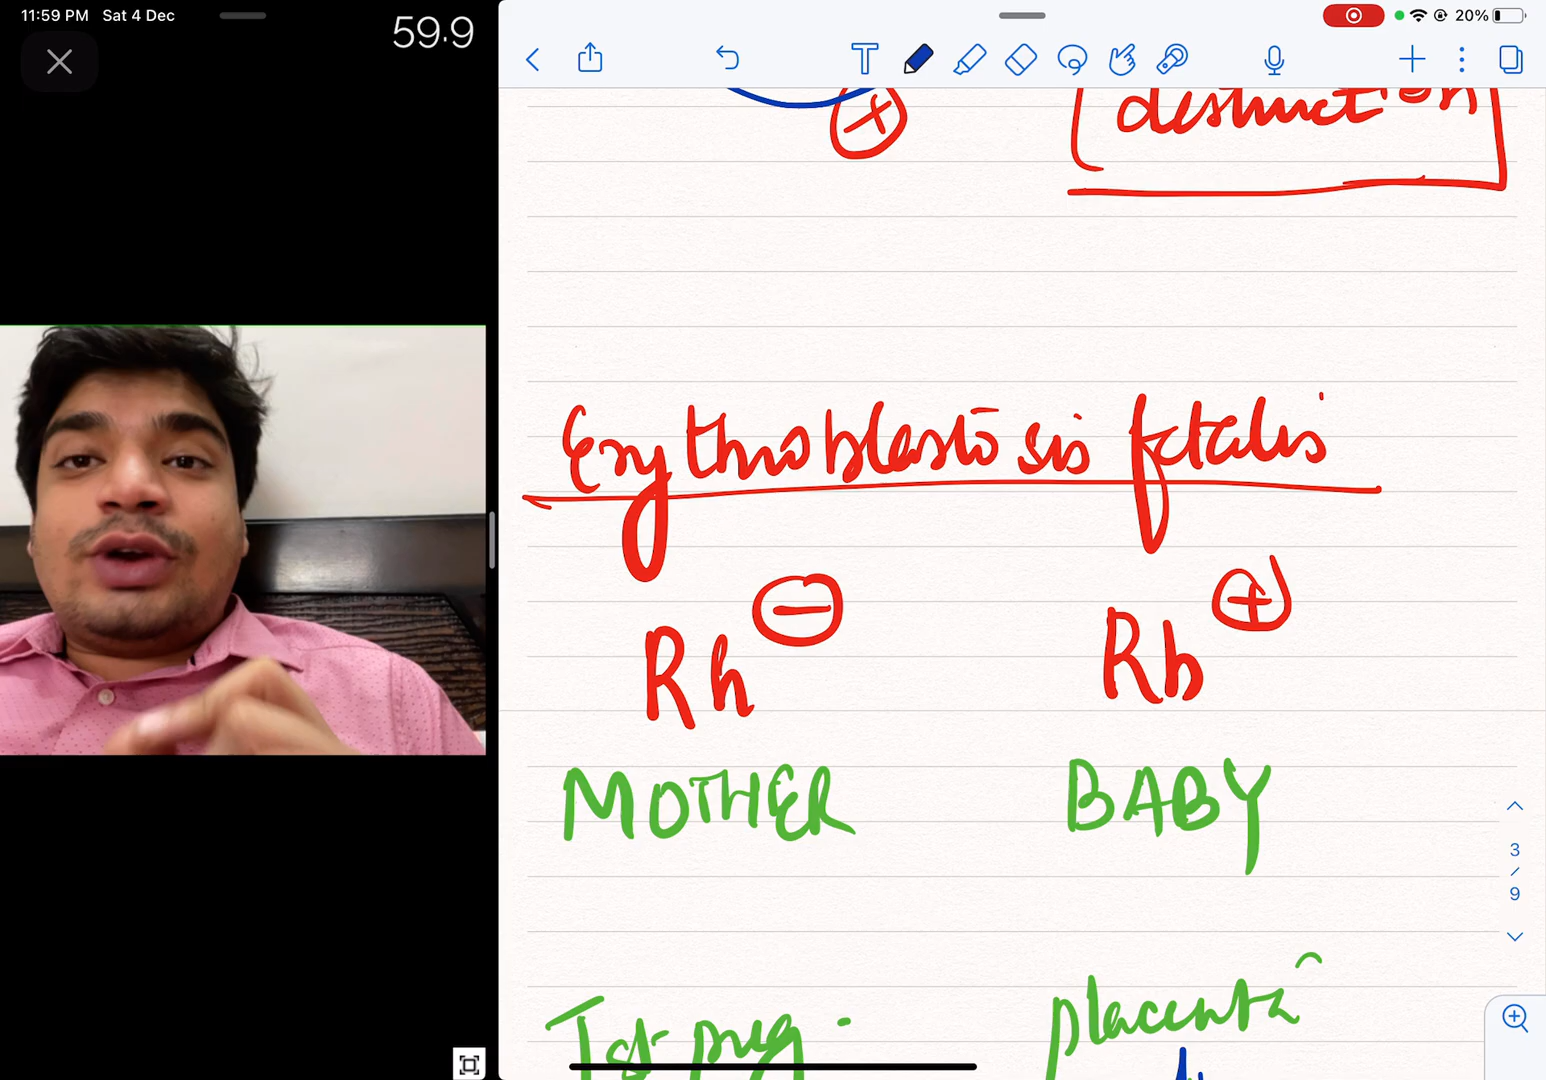 11:59 PM Sat 4 Dec
59.9
20%
T
destruction
Erythroblastosis fetalis
Rh − Rh +
MOTHER BABY
3
/
9
Ist preg. placenta